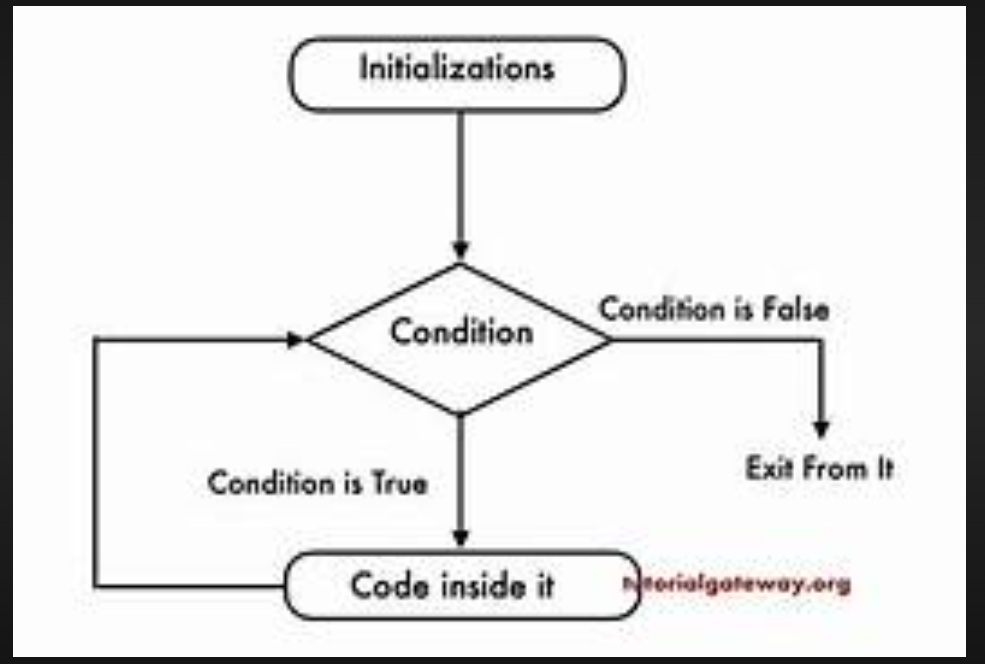 Initializations
Condition is False
Condition
Exit From It
Condition is True
Code inside it
tutorialgateway.org